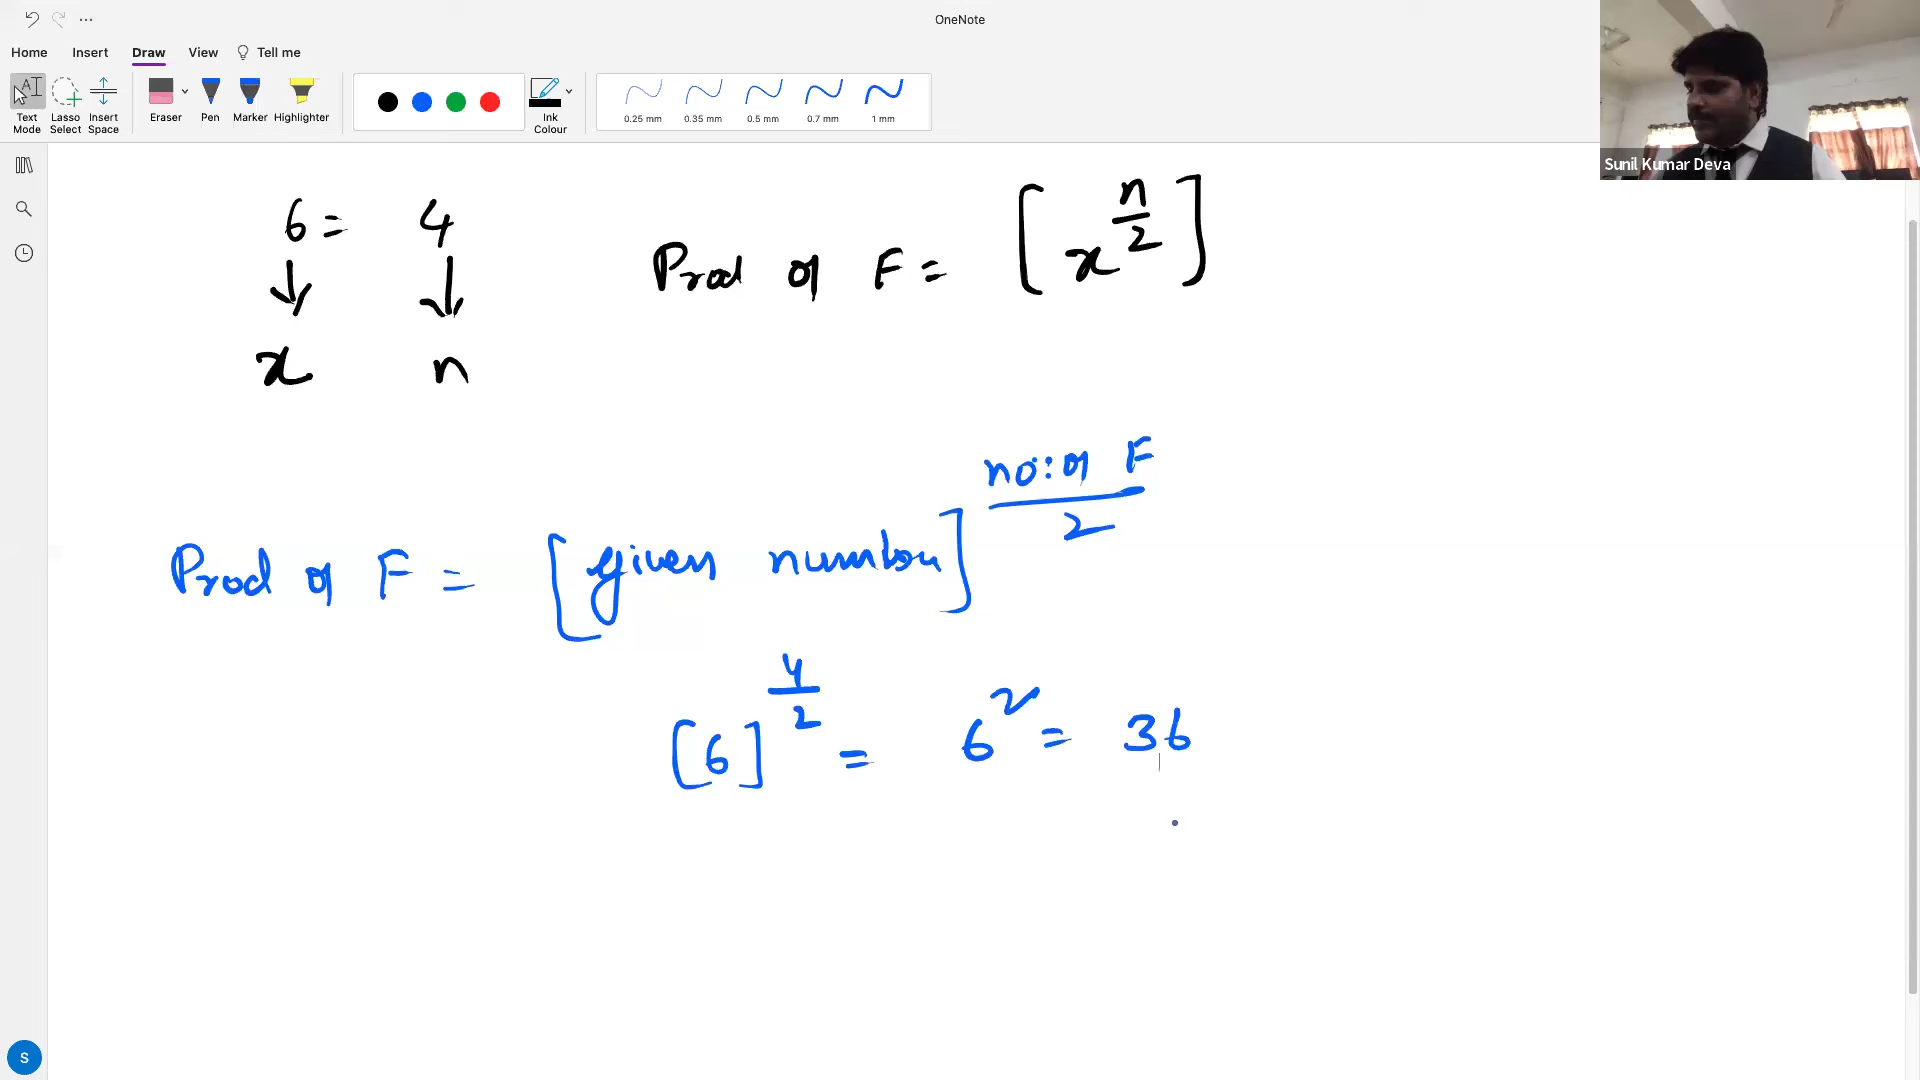 OneNote
Home Insert Draw View Tell me
Text Mode Lasso Select Insert Space Eraser Pen Marker Highlighter Ink Colour 0.25 mm 0.35 mm 0.5 mm 0.7 mm 1 mm
Sunil Kumar Deva
6 = 4
x n
Prod of F = [x^(n/2)]
Prod of F = [given number]^(no: of F/2)
[6]^(4/2) = 6^2 = 36
S